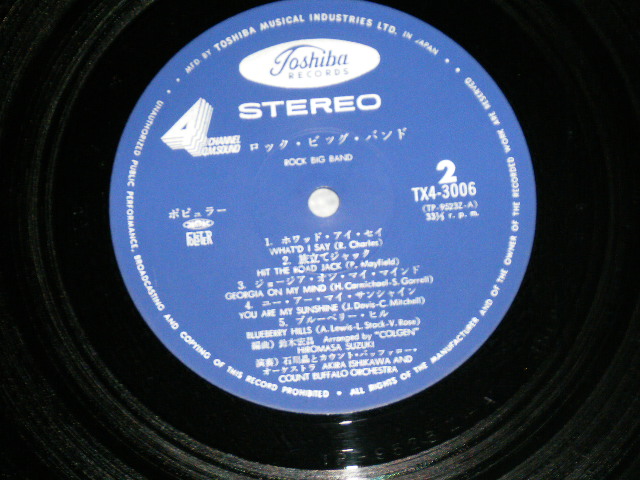 MFD BY TOSHIBA MUSICAL INDUSTRIES LTD. IN JAPAN
UNAUTHORIZED PUBLIC PERFORMANCE, BROADCASTING AND COPYING OF THIS RECORD PROHIBITED • ALL RIGHTS OF THE MANUFACTURER AND OF THE OWNER OF THE RECORDED WORK ARE RESERVED
Toshiba
RECORDS
STEREO
4
CHANNEL
ロック・ビッグ・バンド
ROCK BIG BAND
2
TX4-3006
(TP-9523Z-A)
33⅓ r. p. m.
ポピュラー
1. ホワッド・アイ・セイ
WHAT'D I SAY (R. Charles)
2. 旅立てジャック
HIT THE ROAD JACK (P. Mayfield)
3. ジョージア・オン・マイ・マインド
GEORGIA ON MY MIND (H. Carmichael-S. Gorrell)
4. ユー・アー・マイ・サンシャイン
YOU ARE MY SUNSHINE (J. Davis-C. Mitchell)
5. ブルーベリー・ヒル
BLUEBERRY HILLS (A. Lewis-L. Stock-V. Rose)
編曲) 鈴木宏昌 Arranged by "COLGEN"
HIROMASA SUZUKI
演奏) 石川晶とカウント・バッファロー・
オーケストラ AKIRA ISHIKAWA AND
COUNT BUFFALO ORCHESTRA